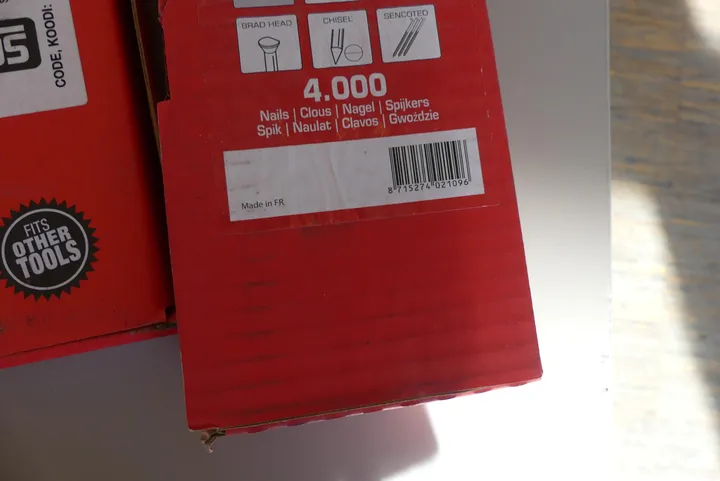 CODE, KOODI:
FITS
OTHER
TOOLS
BRAD HEAD
CHISEL
SENCOTED
4.000
Nails | Clous | Nagel | Spijkers
Spik | Naulat | Clavos | Gwoździe
Made in FR
8 715274 021096